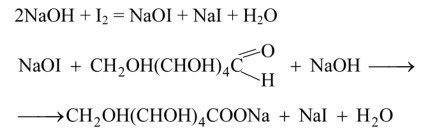 2NaOH + I₂ = NaOI + NaI + H₂O
NaOI + CH₂OH(CHOH)₄C(=O)H + NaOH ⟶
⟶CH₂OH(CHOH)₄COONa + NaI + H₂O